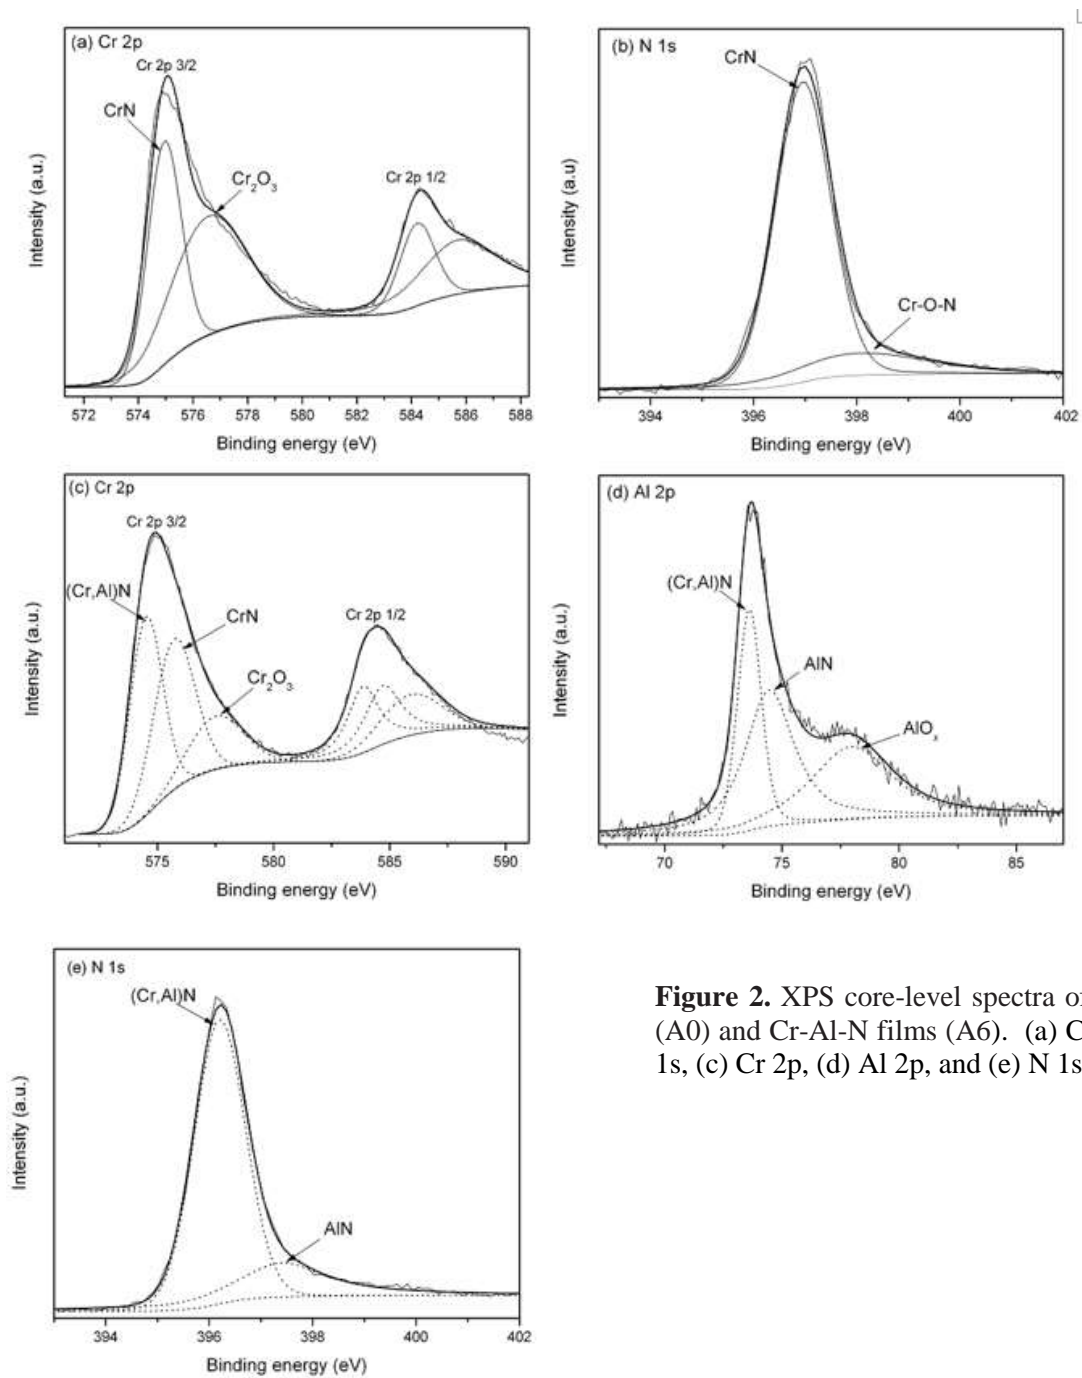 (a) Cr 2p
Cr 2p 3/2
CrN
Cr₂O₃
Cr 2p 1/2
Intensity (a.u.)
572 574 576 578 580 582 584 586 588
Binding energy (eV)
(b) N 1s
CrN
Cr-O-N
Intensity (a.u)
394 396 398 400 402
Binding energy (eV)
(c) Cr 2p
Cr 2p 3/2
(Cr,Al)N
CrN
Cr₂O₃
Cr 2p 1/2
Intensity (a.u.)
575 580 585 590
Binding energy (eV)
(d) Al 2p
(Cr,Al)N
AlN
AlOₓ
Intensity (a.u.)
70 75 80 85
Binding energy (eV)
(e) N 1s
(Cr,Al)N
AlN
Intensity (a.u.)
394 396 398 400 402
Binding energy (eV)
Figure 2. XPS core-level spectra of
(A0) and Cr-Al-N films (A6). (a) C
1s, (c) Cr 2p, (d) Al 2p, and (e) N 1s